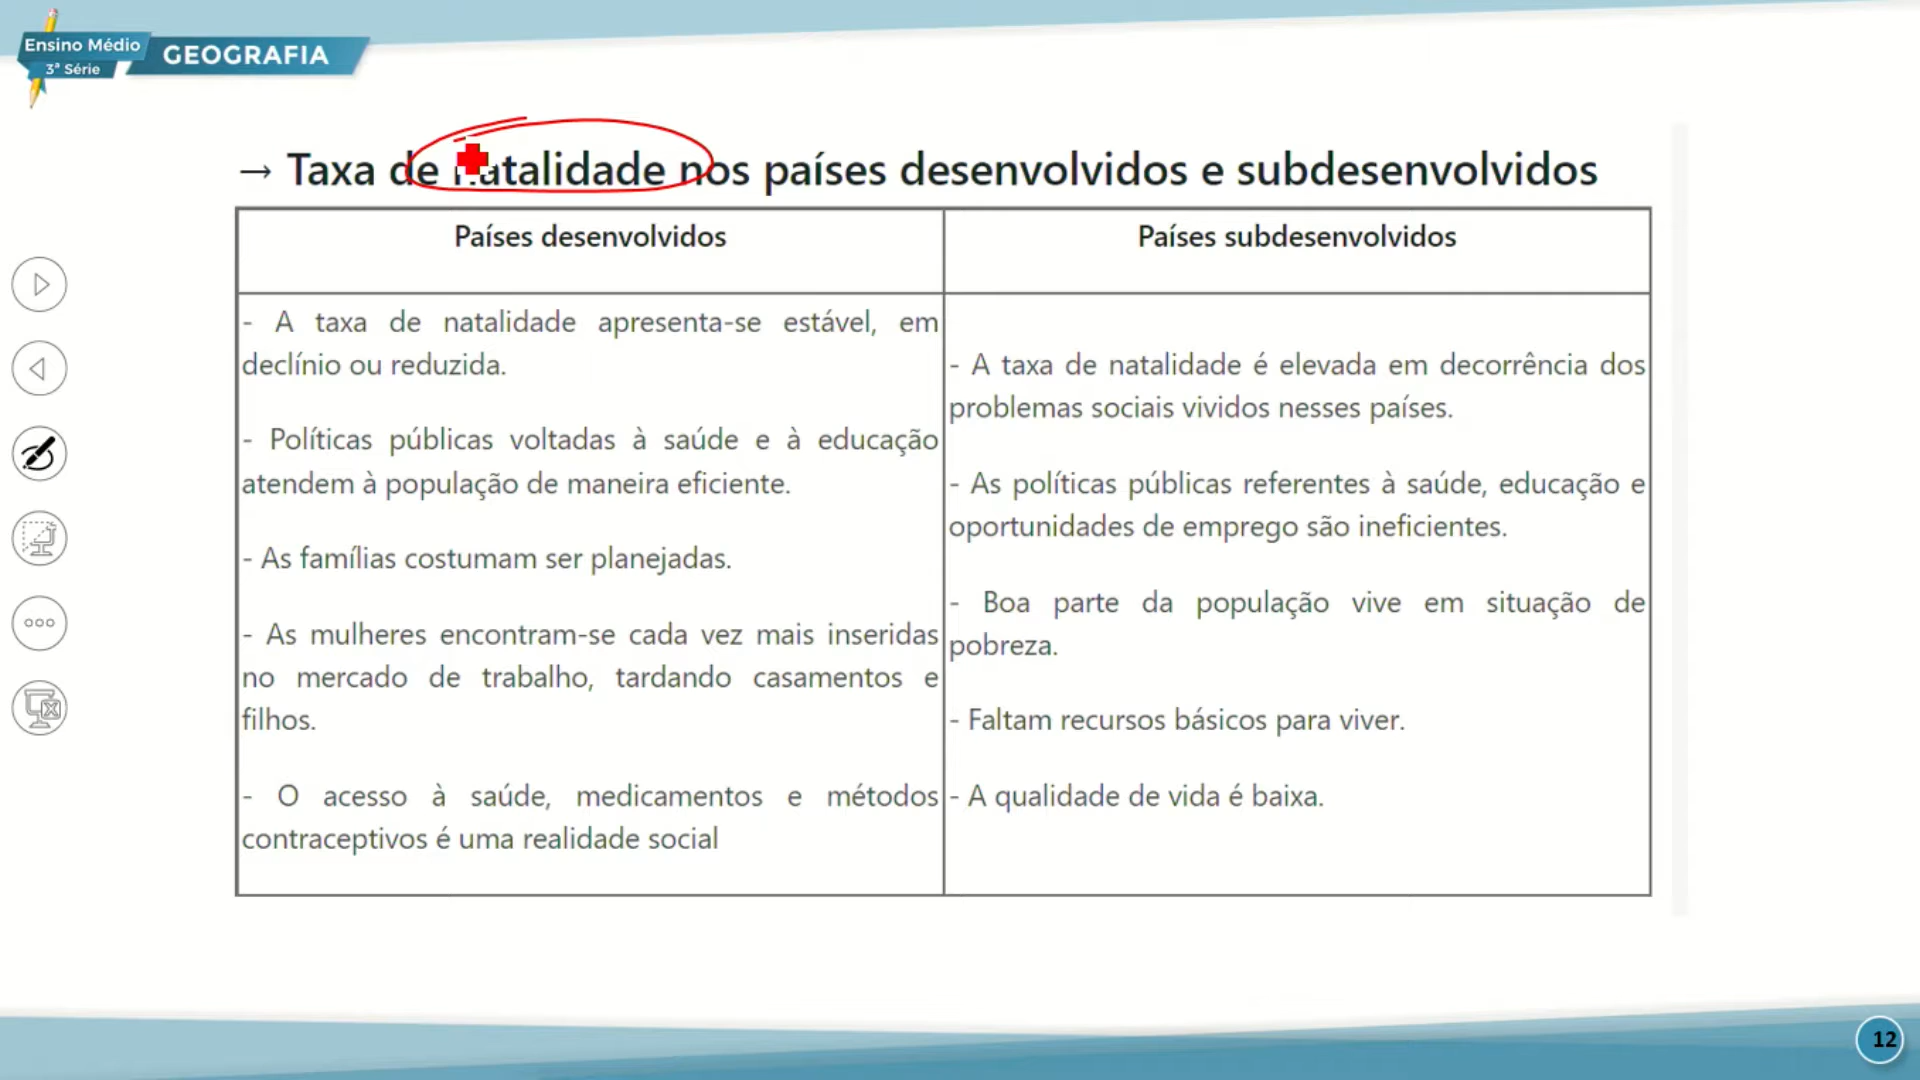 Ensino Médio
3ª Série
GEOGRAFIA
→ Taxa de natalidade nos países desenvolvidos e subdesenvolvidos
Países desenvolvidos
- A taxa de natalidade apresenta-se estável, em
declínio ou reduzida.
- Políticas públicas voltadas à saúde e à educação
atendem à população de maneira eficiente.
- As famílias costumam ser planejadas.
- As mulheres encontram-se cada vez mais inseridas
no mercado de trabalho, tardando casamentos e
filhos.
- O acesso à saúde, medicamentos e métodos
contraceptivos é uma realidade social
Países subdesenvolvidos
- A taxa de natalidade é elevada em decorrência dos
problemas sociais vividos nesses países.
- As políticas públicas referentes à saúde, educação e
oportunidades de emprego são ineficientes.
- Boa parte da população vive em situação de
pobreza.
- Faltam recursos básicos para viver.
- A qualidade de vida é baixa.
12